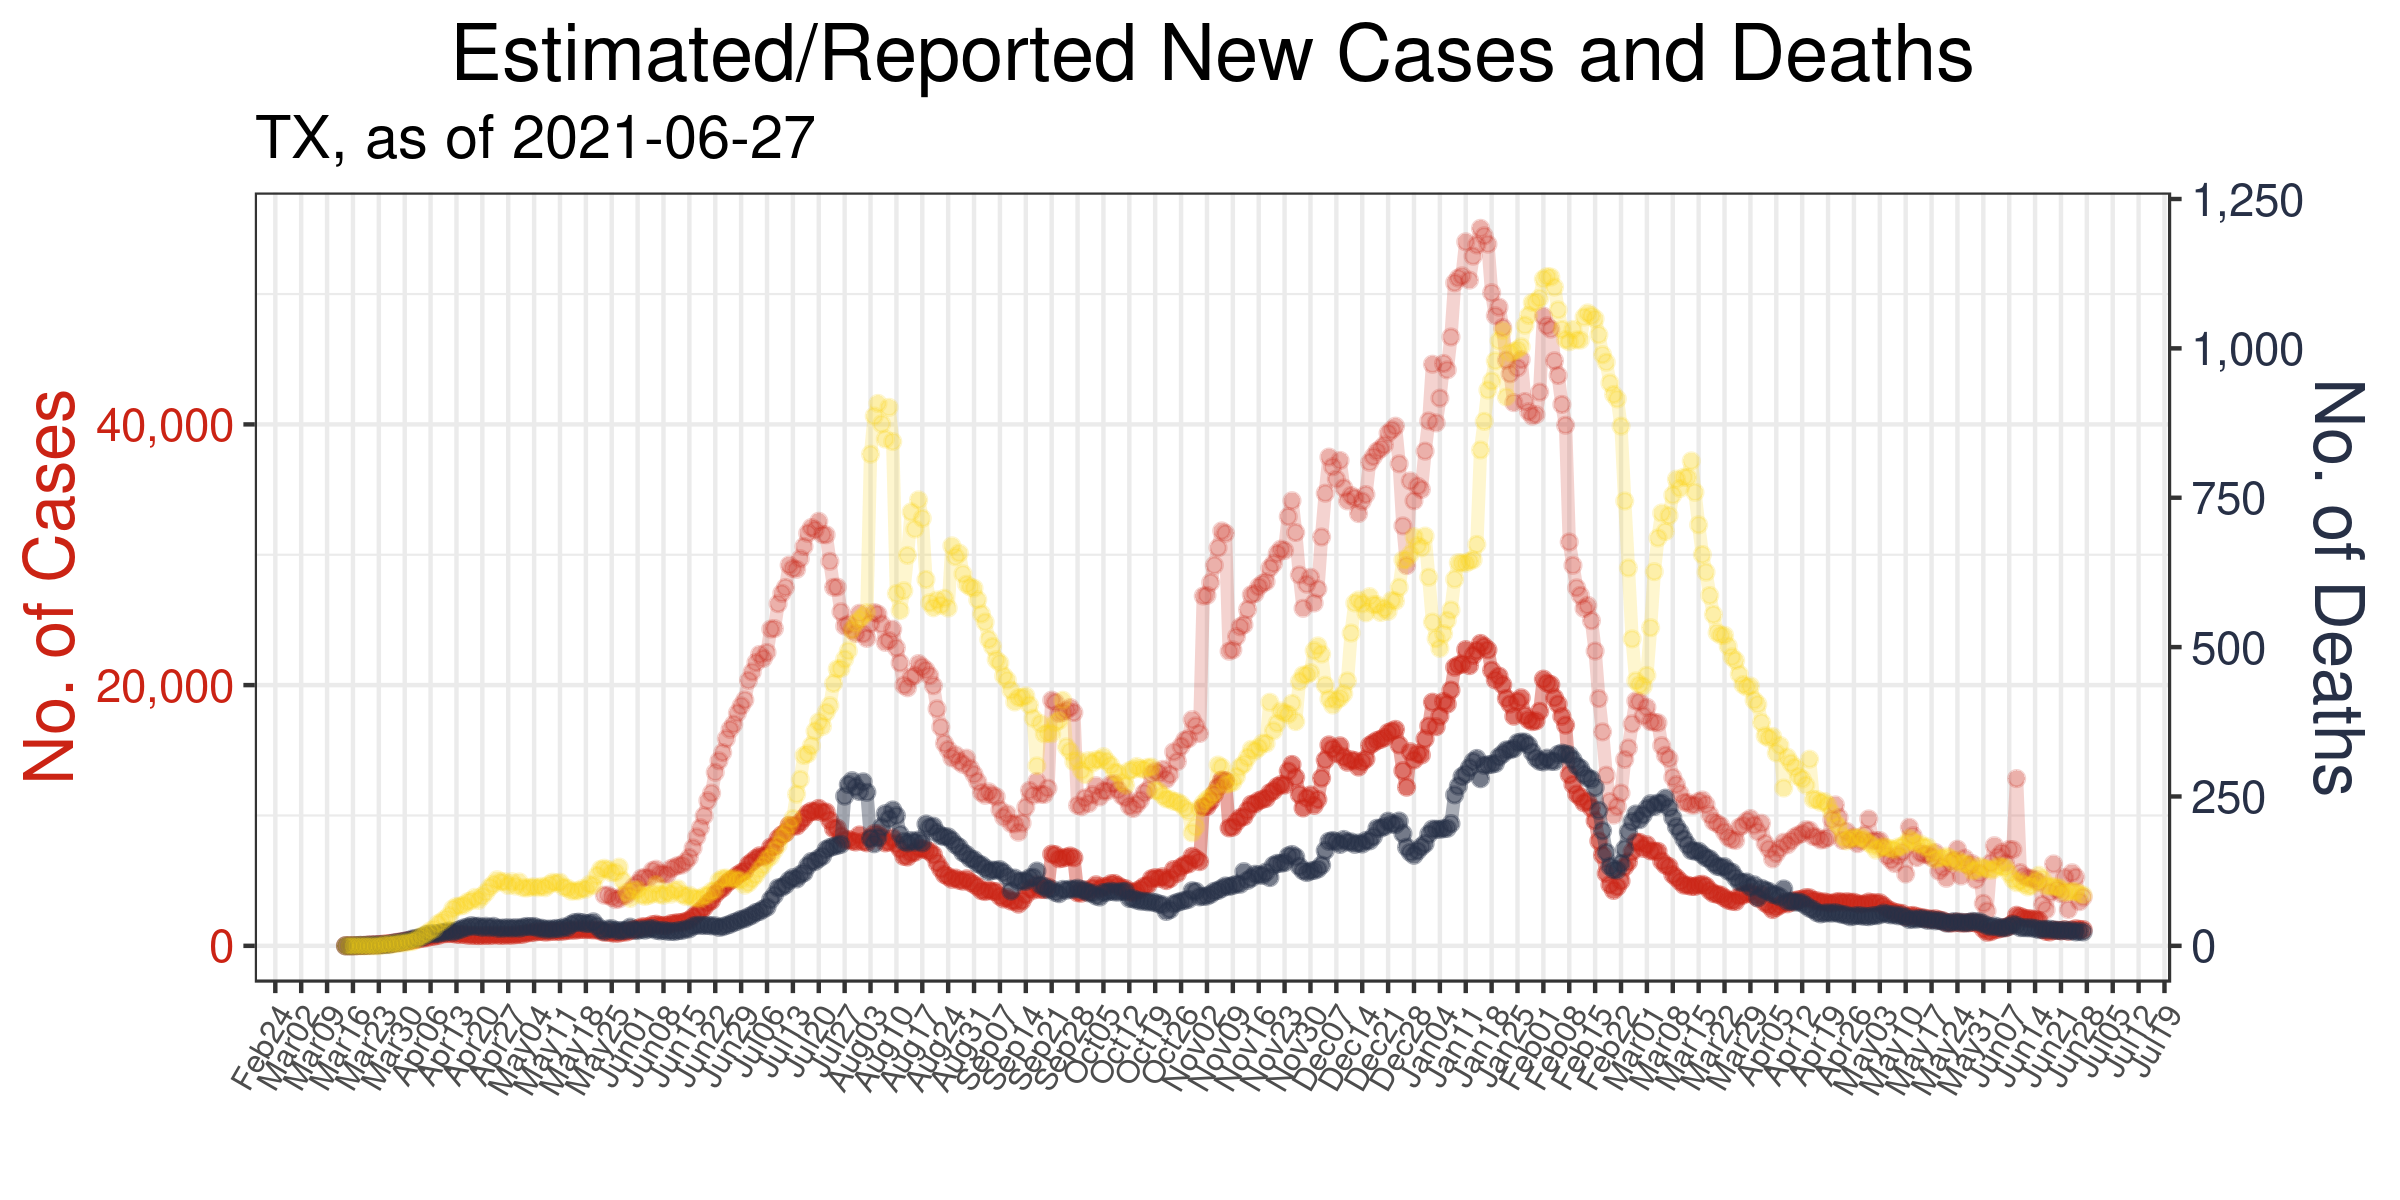 Estimated/Reported New Cases and Deaths
TX, as of 2021-06-27
No. of Cases
40,000
20,000
0
1,250
1,000
750
500
250
0
No. of Deaths
Feb24
Mar02
Mar09
Mar16
Mar23
Mar30
Apr06
Apr13
Apr20
Apr27
May04
May11
May18
May25
Jun01
Jun08
Jun15
Jun22
Jun29
Jul06
Jul13
Jul20
Jul27
Aug03
Aug10
Aug17
Aug24
Aug31
Sep07
Sep14
Sep21
Sep28
Oct05
Oct12
Oct19
Oct26
Nov02
Nov09
Nov16
Nov23
Nov30
Dec07
Dec14
Dec21
Dec28
Jan04
Jan11
Jan18
Jan25
Feb01
Feb08
Feb15
Feb22
Mar01
Mar08
Mar15
Mar22
Mar29
Apr05
Apr12
Apr19
Apr26
May03
May10
May17
May24
May31
Jun07
Jun14
Jun21
Jun28
Jul05
Jul12
Jul19